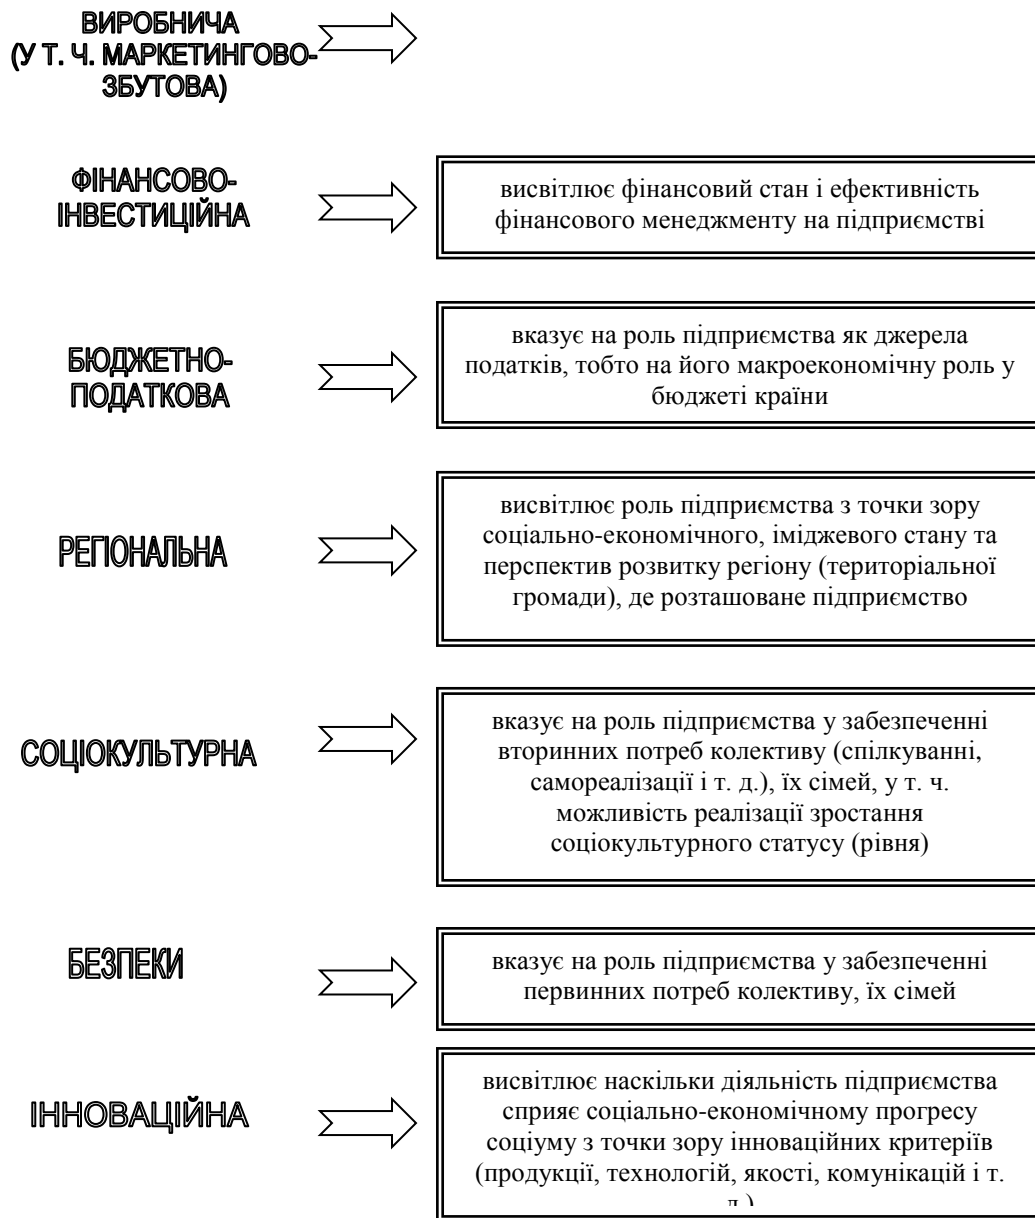 ВИРОБНИЧА
(У Т. Ч. МАРКЕТИНГОВО-
ЗБУТОВА)
ФІНАНСОВО-
ІНВЕСТИЦІЙНА
висвітлює фінансовий стан і ефективність
фінансового менеджменту на підприємстві
БЮДЖЕТНО-
ПОДАТКОВА
вказує на роль підприємства як джерела
податків, тобто на його макроекономічну роль у
бюджеті країни
РЕГІОНАЛЬНА
висвітлює роль підприємства з точки зору
соціально-економічного, іміджевого стану та
перспектив розвитку регіону (територіальної
громади), де розташоване підприємство
СОЦІОКУЛЬТУРНА
вказує на роль підприємства у забезпеченні
вторинних потреб колективу (спілкуванні,
самореалізації і т. д.), їх сімей, у т. ч.
можливість реалізації зростання
соціокультурного статусу (рівня)
БЕЗПЕКИ
вказує на роль підприємства у забезпеченні
первинних потреб колективу, їх сімей
ІННОВАЦІЙНА
висвітлює наскільки діяльність підприємства
сприяє соціально-економічному прогресу
соціуму з точки зору інноваційних критеріїв
(продукції, технологій, якості, комунікацій і т.
д.)